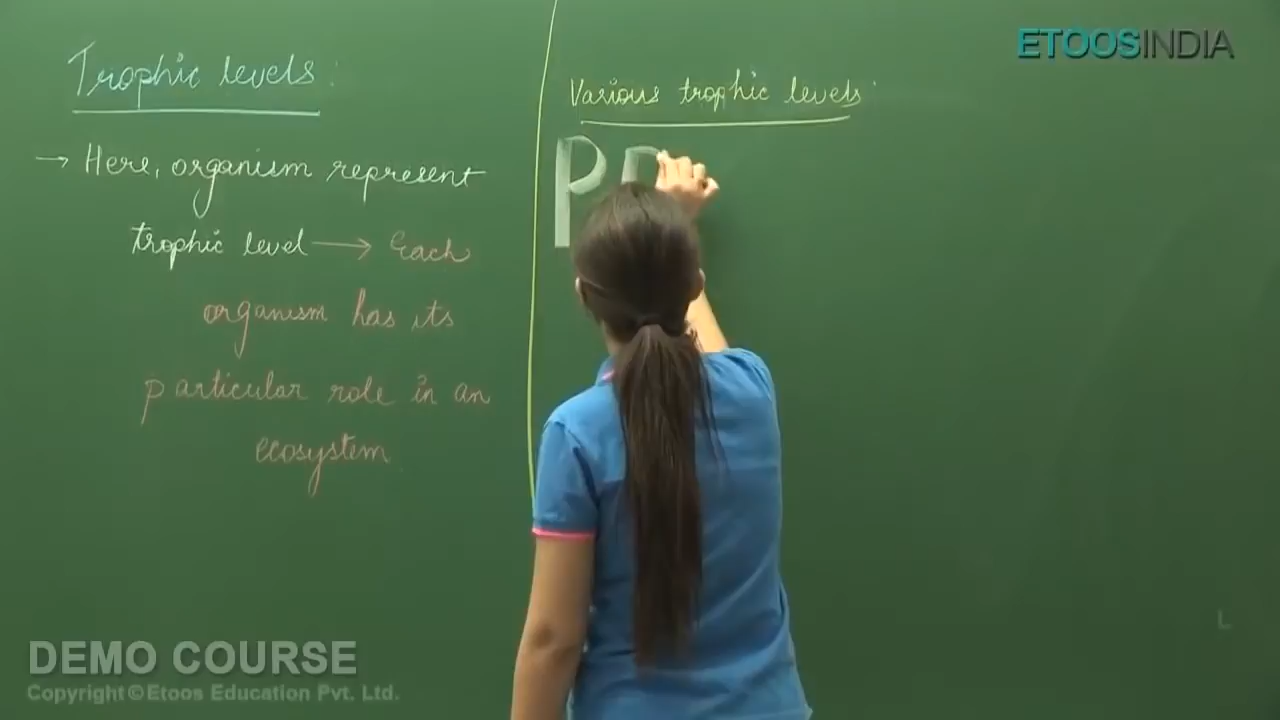 Trophic levels:
→ Here, organism represent
trophic level → Each
organism has its
particular role in an
ecosystem
Various trophic levels:
P
ETOOSINDIA
DEMO COURSE
Copyright © Etoos Education Pvt. Ltd.